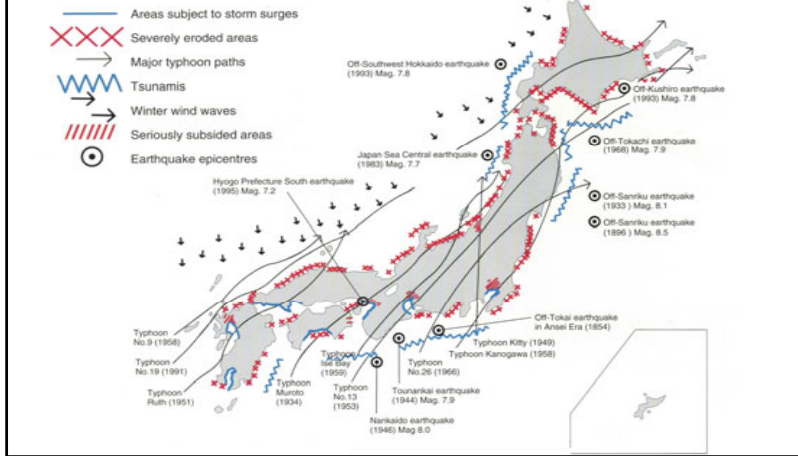 Areas subject to storm surges
Severely eroded areas
Major typhoon paths
Tsunamis
Winter wind waves
Seriously subsided areas
Earthquake epicentres
Off-Southwest Hokkaido earthquake
(1993) Mag. 7.8
Off-Kushiro earthquake
(1993) Mag. 7.8
Off-Tokachi earthquake
(1968) Mag. 7.9
Japan Sea Central earthquake
(1983) Mag. 7.7
Hyogo Prefecture South earthquake
(1995) Mag. 7.2
Off-Sanriku earthquake
(1933 ) Mag. 8.1
Off-Sanriku earthquake
(1896 ) Mag. 8.5
Off-Tokai earthquake
in Ansei Era (1854)
Typhoon Kitty (1949)
Typhoon Kanogawa (1958)
Typhoon
No.9 (1958)
Typhoon
No.19 (1991)
Typhoon
Ruth (1951)
Typhoon
Muroto
(1934)
Typhoon
Ise Bay
(1959)
Typhoon
No.13
(1953)
Typhoon
No.26 (1966)
Tounankai earthquake
(1944) Mag. 7.9
Nankaido earthquake
(1946) Mag 8.0